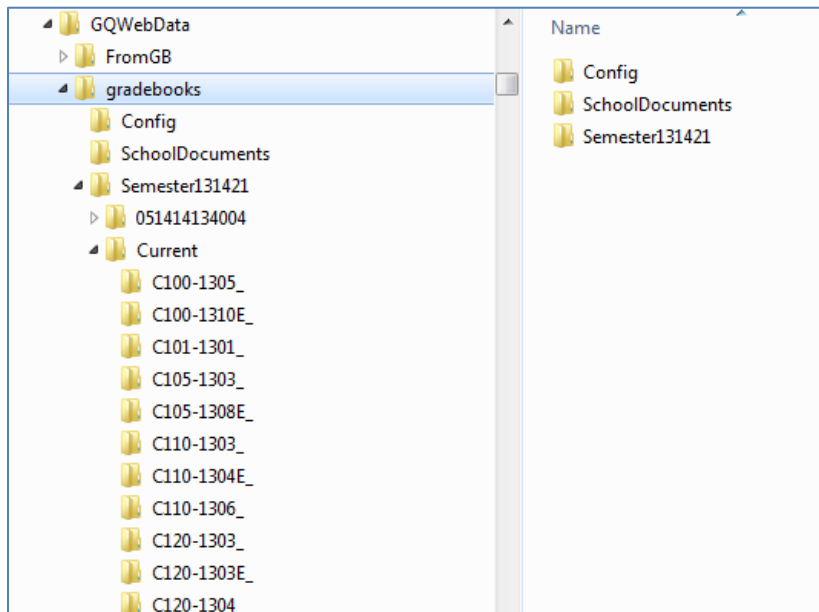 GQWebData
FromGB
gradebooks
Config
SchoolDocuments
Semester131421
051414134004
Current
C100-1305_
C100-1310E_
C101-1301_
C105-1303_
C105-1308E_
C110-1303_
C110-1304E_
C110-1306_
C120-1303_
C120-1303E_
C120-1304
Name
Config
SchoolDocuments
Semester131421